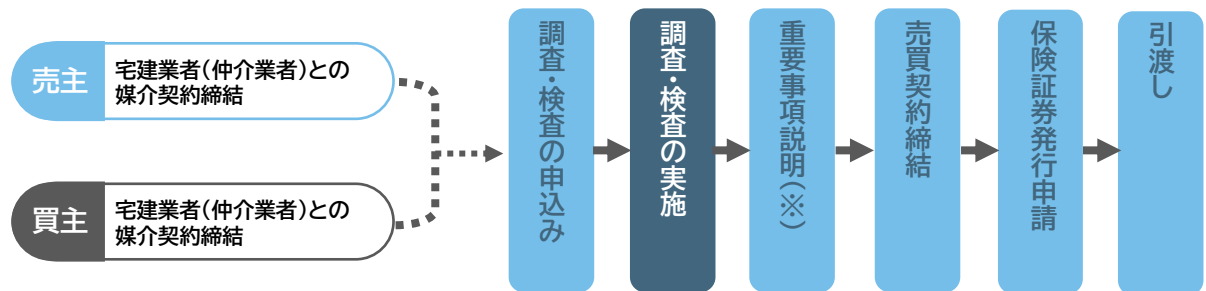 売主
宅建業者(仲介業者)との
媒介契約締結
買主
宅建業者(仲介業者)との
媒介契約締結
調査・検査の申込み
調査・検査の実施
重要事項説明(※)
売買契約締結
保険証券発行申請
引渡し